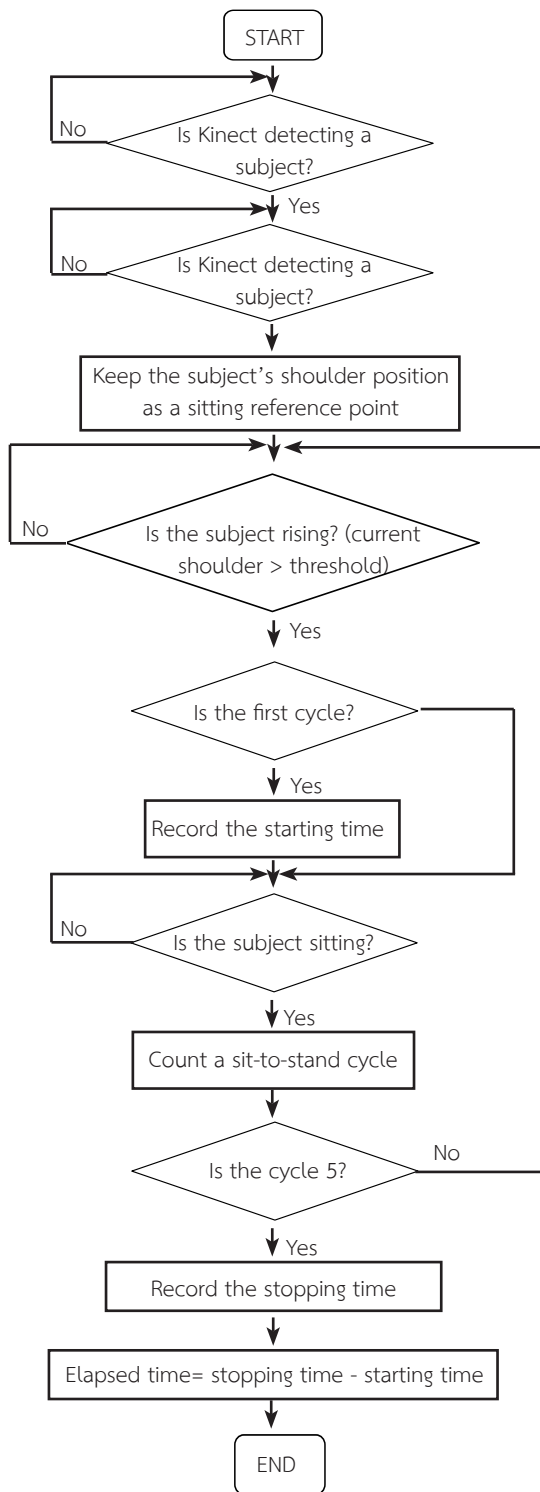 START
No
Is Kinect detecting a
subject?
Yes
No
Is Kinect detecting a
subject?
Keep the subject's shoulder position
as a sitting reference point
No
Is the subject rising? (current
shoulder > threshold)
Yes
Is the first cycle?
Yes
Record the starting time
No
Is the subject sitting?
Yes
Count a sit-to-stand cycle
No
Is the cycle 5?
Yes
Record the stopping time
Elapsed time= stopping time - starting time
END